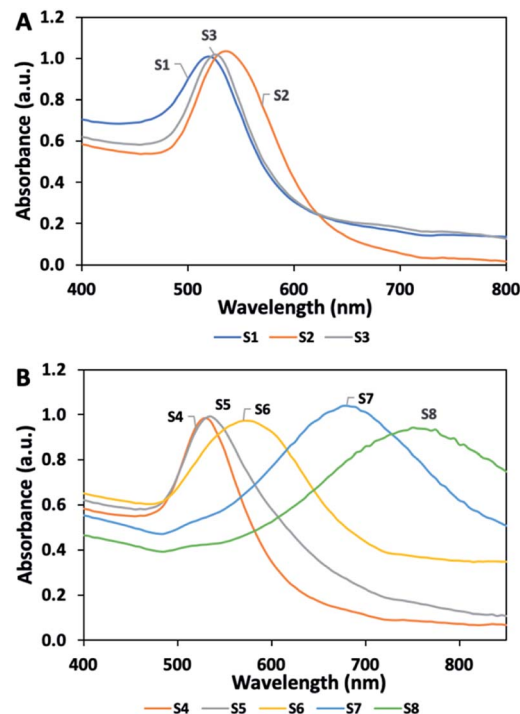 A
1.2
1.0
0.8
0.6
0.4
0.2
0.0
Absorbance (a.u.)
S1
S3
S2
400 500 600 700 800
Wavelength (nm)
S1 S2 S3
B
1.2
1.0
0.8
0.6
0.4
0.2
0.0
Absorbance (a.u.)
S4 S5 S6 S7 S8
400 500 600 700 800
Wavelength (nm)
S4 S5 S6 S7 S8